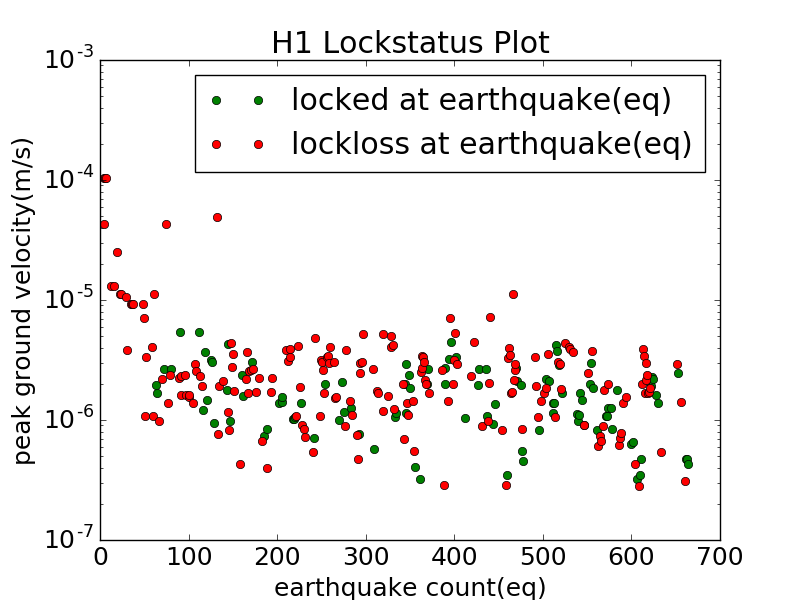 H1 Lockstatus Plot
locked at earthquake(eq)
lockloss at earthquake(eq)
peak ground velocity(m/s)
10^-3
10^-4
10^-5
10^-6
10^-7
0 100 200 300 400 500 600 700
earthquake count(eq)